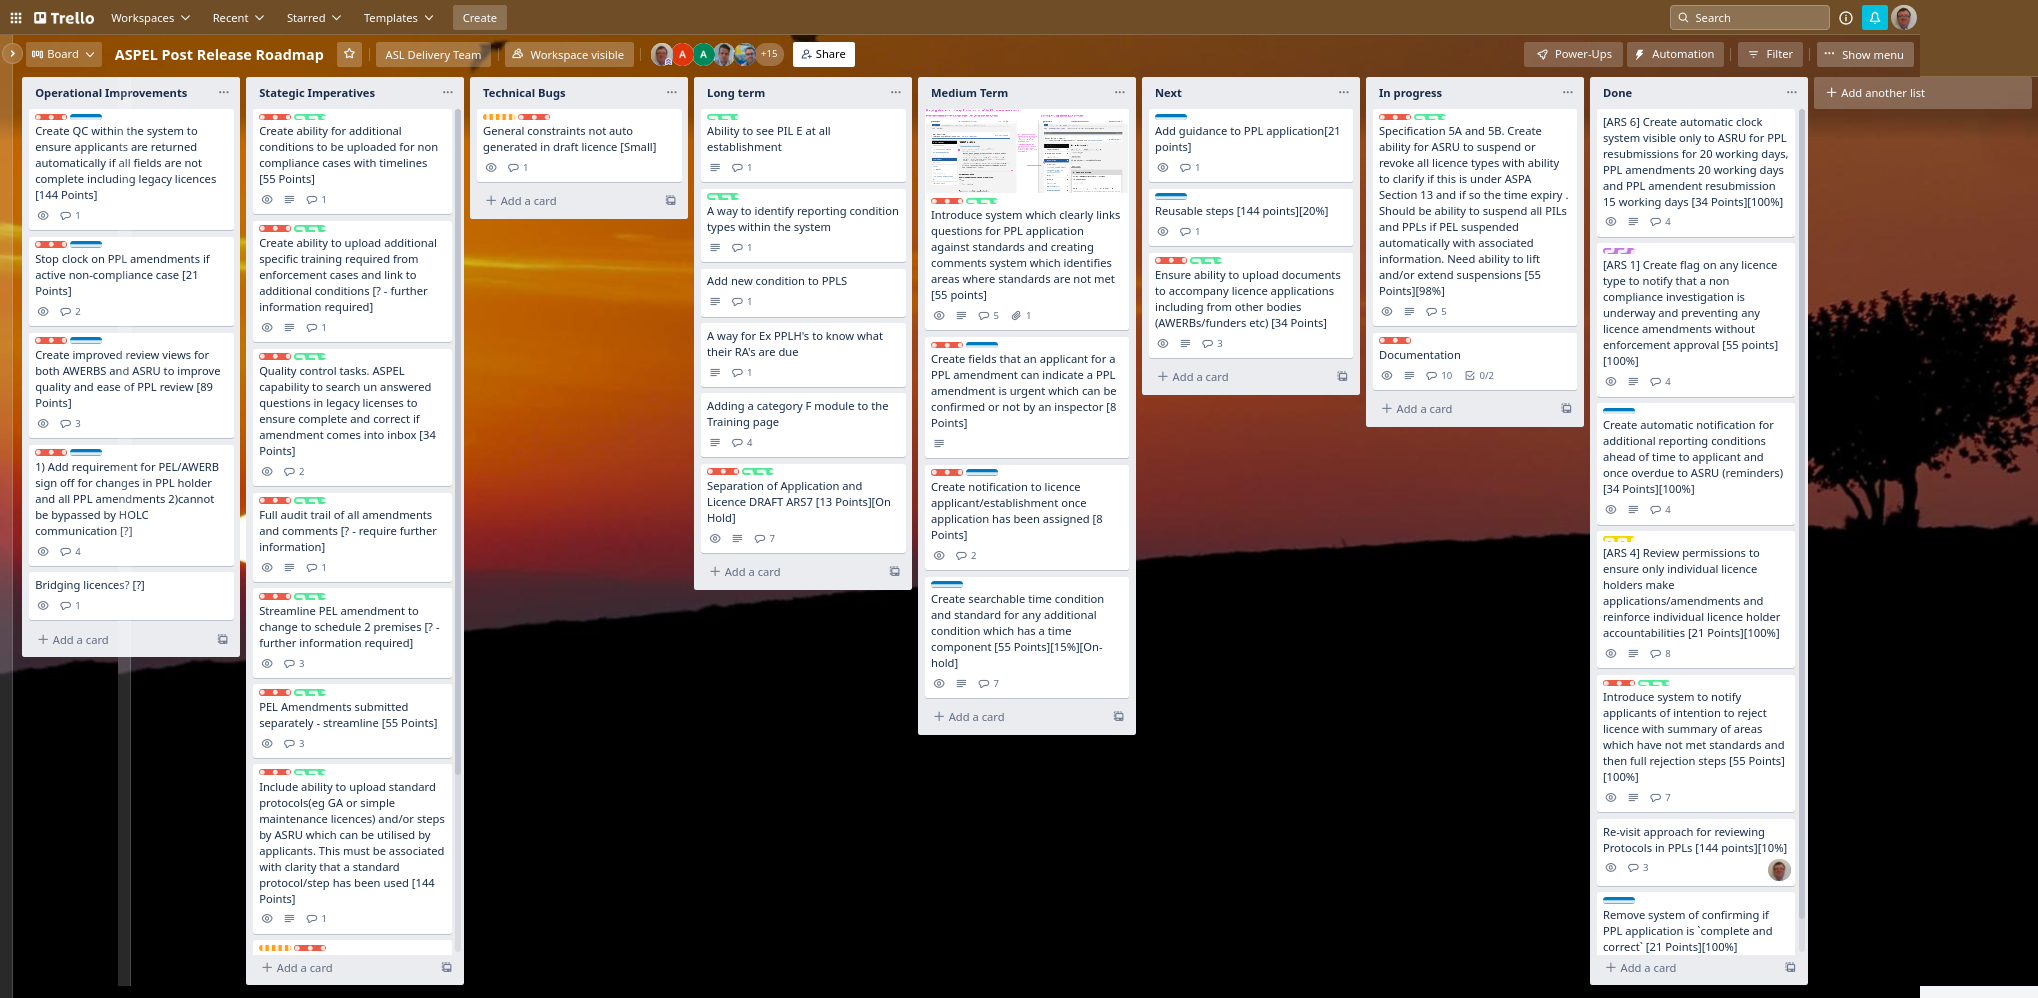 Trello
Workspaces
Recent
Starred
Templates
Create
Search
Board
ASPEL Post Release Roadmap
ASL Delivery Team
Workspace visible
A
A
+15
Share
Power-Ups
Automation
Filter
Show menu
Operational Improvements
Create QC within the system to
ensure applicants are returned
automatically if all fields are not
complete including legacy licences
[144 Points]
1
Stop clock on PPL amendments if
active non-compliance case [21
Points]
2
Create improved review views for
both AWERBS and ASRU to improve
quality and ease of PPL review [89
Points]
3
1) Add requirement for PEL/AWERB
sign off for changes in PPL holder
and all PPL amendments 2)cannot
be bypassed by HOLC
communication [?]
4
Bridging licences? [?]
1
Add a card
Stategic Imperatives
Create ability for additional
conditions to be uploaded for non
compliance cases with timelines
[55 Points]
1
Create ability to upload additional
specific training required from
enforcement cases and link to
additional conditions [? - further
information required]
1
Quality control tasks. ASPEL
capability to search un answered
questions in legacy licenses to
ensure complete and correct if
amendment comes into inbox [34
Points]
2
Full audit trail of all amendments
and comments [? - require further
information]
1
Streamline PEL amendment to
change to schedule 2 premises [? -
further information required]
3
PEL Amendments submitted
separately - streamline [55 Points]
3
Include ability to upload standard
protocols(eg GA or simple
maintenance licences) and/or steps
by ASRU which can be utilised by
applicants. This must be associated
with clarity that a standard
protocol/step has been used [144
Points]
1
Add a card
Technical Bugs
General constraints not auto
generated in draft licence [Small]
1
Add a card
Long term
Ability to see PIL E at all
establishment
1
A way to identify reporting condition
types within the system
1
Add new condition to PPLS
1
A way for Ex PPLH's to know what
their RA's are due
1
Adding a category F module to the
Training page
4
Separation of Application and
Licence DRAFT ARS7 [13 Points][On
Hold]
7
Add a card
Medium Term
Introduce system which clearly links
questions for PPL application
against standards and creating
comments system which identifies
areas where standards are not met
[55 points]
5
1
Create fields that an applicant for a
PPL amendment can indicate a PPL
amendment is urgent which can be
confirmed or not by an inspector [8
Points]
Create notification to licence
applicant/establishment once
application has been assigned [8
Points]
2
Create searchable time condition
and standard for any additional
condition which has a time
component [55 Points][15%][On-
hold]
7
Add a card
Next
Add guidance to PPL application[21
points]
1
Reusable steps [144 points][20%]
1
Ensure ability to upload documents
to accompany licence applications
including from other bodies
(AWERBs/funders etc) [34 Points]
3
Add a card
In progress
Specification 5A and 5B. Create
ability for ASRU to suspend or
revoke all licence types with ability
to clarify if this is under ASPA
Section 13 and if so the time expiry .
Should be ability to suspend all PILs
and PPLs if PEL suspended
automatically with associated
information. Need ability to lift
and/or extend suspensions [55
Points][98%]
5
Documentation
10
0/2
Add a card
Done
[ARS 6] Create automatic clock
system visible only to ASRU for PPL
resubmissions for 20 working days,
PPL amendments 20 working days
and PPL amendent resubmission
15 working days [34 Points][100%]
4
[ARS 1] Create flag on any licence
type to notify that a non
compliance investigation is
underway and preventing any
licence amendments without
enforcement approval [55 points]
[100%]
4
Create automatic notification for
additional reporting conditions
ahead of time to applicant and
once overdue to ASRU (reminders)
[34 Points][100%]
4
[ARS 4] Review permissions to
ensure only individual licence
holders make
applications/amendments and
reinforce individual licence holder
accountabilities [21 Points][100%]
8
Introduce system to notify
applicants of intention to reject
licence with summary of areas
which have not met standards and
then full rejection steps [55 Points]
[100%]
7
Re-visit approach for reviewing
Protocols in PPLs [144 points][10%]
3
Remove system of confirming if
PPL application is `complete and
correct` [21 Points][100%]
Add a card
Add another list